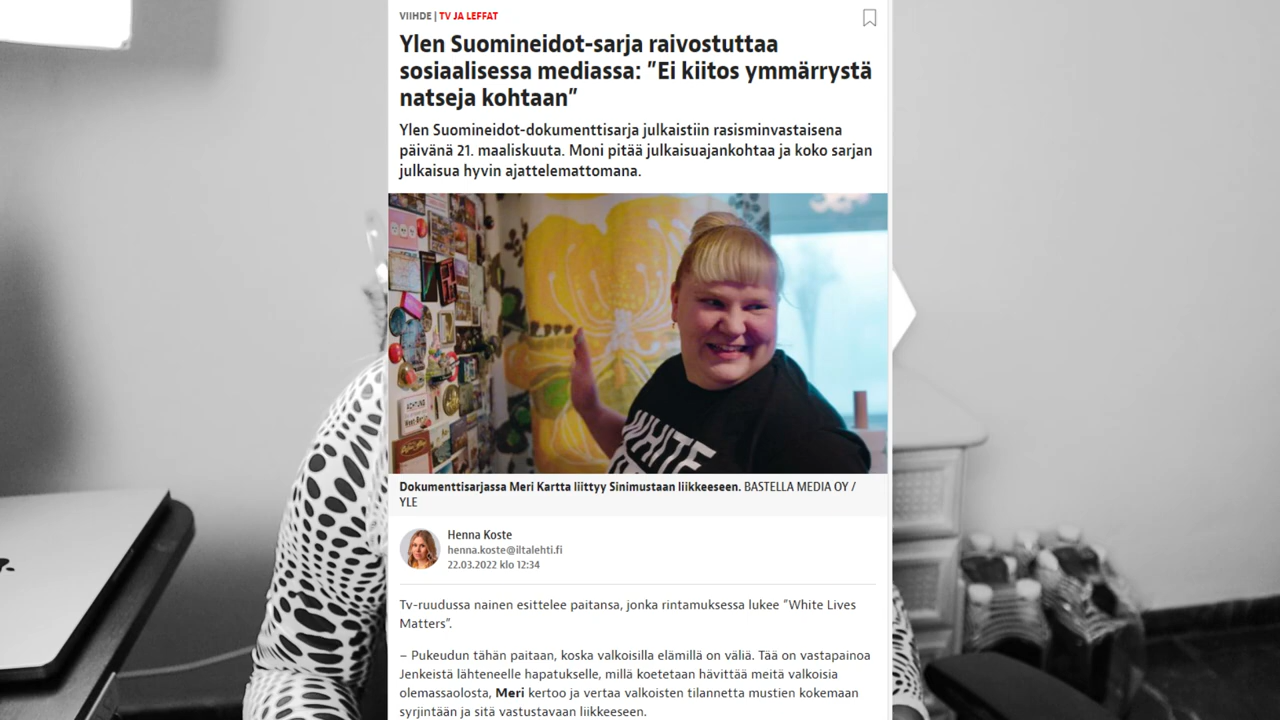 VIIHDE | TV JA LEFFAT
Ylen Suomineidot-sarja raivostuttaa
sosiaalisessa mediassa: ”Ei kiitos ymmärrystä
natseja kohtaan”
Ylen Suomineidot-dokumenttisarja julkaistiin rasisminvastaisena
päivänä 21. maaliskuuta. Moni pitää julkaisuajankohtaa ja koko sarjan
julkaisua hyvin ajattelemattomana.
ACHTUNG
WHITE
Dokumenttisarjassa Meri Kartta liittyy Sinimustaan liikkeeseen. BASTELLA MEDIA OY /
YLE
Henna Koste
henna.koste@iltalehti.fi
22.03.2022 klo 12:34
Tv-ruudussa nainen esittelee paitansa, jonka rintamuksessa lukee ”White Lives
Matters”.
– Pukeudun tähän paitaan, koska valkoisilla elämillä on väliä. Tää on vastapainoa
Jenkeistä lähteneelle hapatukselle, millä koetetaan hävittää meitä valkoisia
olemassaolosta, Meri kertoo ja vertaa valkoisten tilannetta mustien kokemaan
syrjintään ja sitä vastustavaan liikkeeseen.